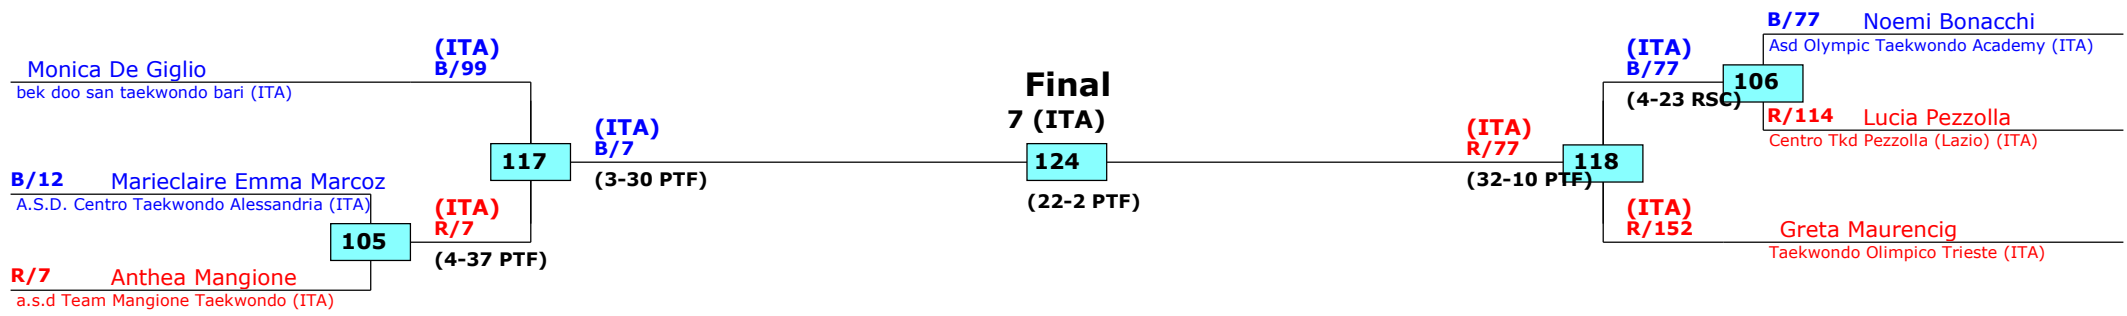 (ITA)
B/99
Monica De Giglio
bek doo san taekwondo bari (ITA)
B/12 Marieclaire Emma Marcoz
A.S.D. Centro Taekwondo Alessandria (ITA)
105
R/7 Anthea Mangione
a.s.d Team Mangione Taekwondo (ITA)
(ITA)
R/7
(4-37 PTF)
117
(ITA)
B/7
(3-30 PTF)
Final
7 (ITA)
124
(22-2 PTF)
(ITA)
R/77
(32-10 PTF)
118
(ITA)
B/77
(4-23 RSC)
106
B/77 Noemi Bonacchi
Asd Olympic Taekwondo Academy (ITA)
R/114 Lucia Pezzolla
Centro Tkd Pezzolla (Lazio) (ITA)
(ITA)
R/152
Greta Maurencig
Taekwondo Olimpico Trieste (ITA)